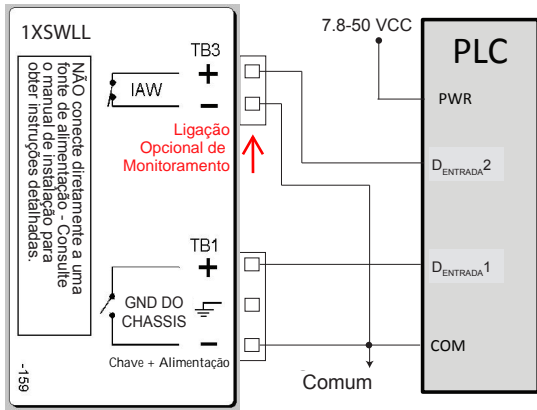 1XSWLL
NÃO conecte diretamente a uma
fonte de alimentação - Consulte
o manual de instalação para
obter instruções detalhadas.
-159
TB3
+
IAW
−
Ligação
Opcional de
Monitoramento
TB1
+
GND DO
CHASSIS
−
Chave + Alimentação
7.8-50 VCC
Comum
PLC
PWR
DENTRADA2
DENTRADA1
COM